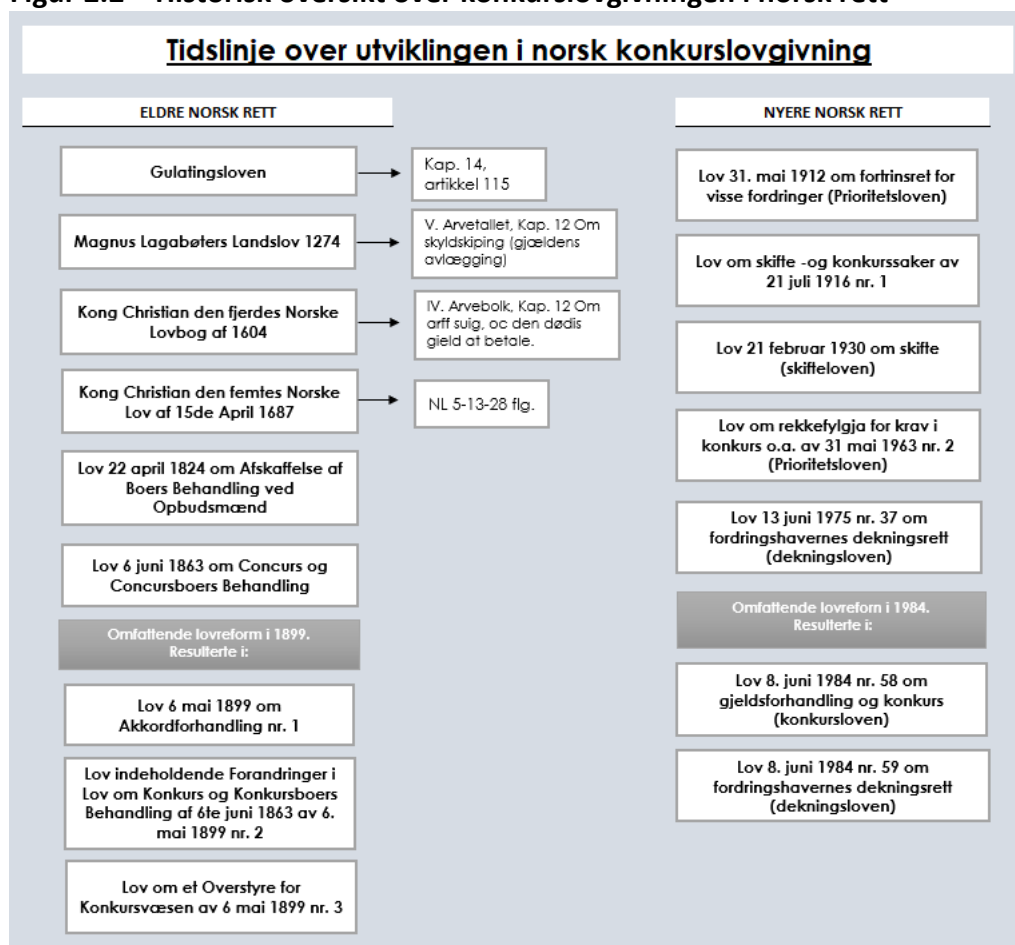 Figur 2.2 Historisk oversikt over konkurslovgivningen i norsk rett
Tidslinje over utviklingen i norsk konkurslovgivning
ELDRE NORSK RETT
Gulatingsloven
Kap. 14,
artikkel 115
Magnus Lagabøters Landslov 1274
V. Arvetallet, Kap. 12 Om
skyldskiping (gjældens
avlægging)
Kong Christian den fjerdes Norske
Lovbog af 1604
IV. Arvebolk, Kap. 12 Om
arff suig, oc den dødis
gield at betale.
Kong Christian den femtes Norske
Lov af 15de April 1687
NL 5-13-28 flg.
Lov 22 april 1824 om Afskaffelse af
Boers Behandling ved
Opbudsmænd
Lov 6 juni 1863 om Concurs og
Concursboers Behandling
Omfattende lovreform i 1899.
Resulterte i:
Lov 6 mai 1899 om
Akkordforhandling nr. 1
Lov indeholdende Forandringer i
Lov om Konkurs og Konkursboers
Behandling af 6te juni 1863 av 6.
mai 1899 nr. 2
Lov om et Overstyre for
Konkursvæsen av 6 mai 1899 nr. 3
NYERE NORSK RETT
Lov 31. mai 1912 om fortrinsret for
visse fordringer (Prioritetsloven)
Lov om skifte -og konkurssaker av
21 juli 1916 nr. 1
Lov 21 februar 1930 om skifte
(skifteloven)
Lov om rekkefylgja for krav i
konkurs o.a. av 31 mai 1963 nr. 2
(Prioritetsloven)
Lov 13 juni 1975 nr. 37 om
fordringshavernes dekningsrett
(dekningsloven)
Omfattende lovreform i 1984.
Resulterte i:
Lov 8. juni 1984 nr. 58 om
gjeldsforhandling og konkurs
(konkursloven)
Lov 8. juni 1984 nr. 59 om
fordringshavernes dekningsrett
(dekningsloven)